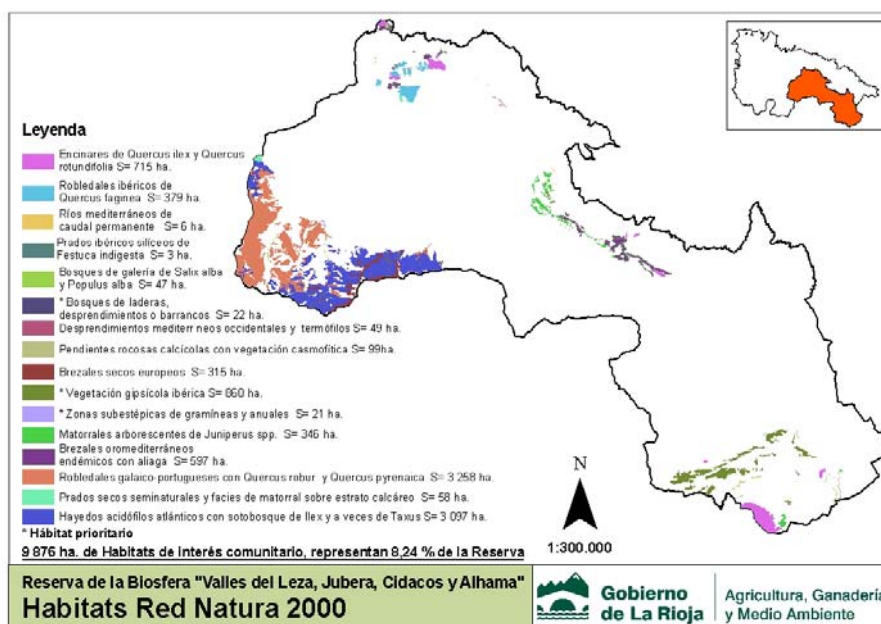 Leyenda
Encinares de Quercus ilex y Quercus
rotundifolia S= 715 ha.
Robledales ibéricos de
Quercus faginea S= 379 ha.
Ríos mediterráneos de
caudal permanente S= 6 ha.
Prados ibéricos silíceos de
Festuca indigesta S= 3 ha.
Bosques de galería de Salix alba
y Populus alba S= 47 ha.
* Bosques de laderas,
desprendimientos o barrancos S= 22 ha.
Desprendimientos mediterr neos occidentales y termófilos S= 49 ha.
Pendientes rocosas calcícolas con vegetación casmofítica S= 99ha.
Brezales secos europeos S= 315 ha.
* Vegetación gipsícola ibérica S= 860 ha.
* Zonas subestépicas de gramíneas y anuales S= 21 ha.
Matorrales arborescentes de Juniperus spp. S= 346 ha.
Brezales oromediterráneos
endémicos con aliaga S= 597 ha.
Robledales galaico-portugueses con Quercus robur y Quercus pyrenaica S= 3 258 ha.
Prados secos seminaturales y facies de matorral sobre estrato calcáreo S= 58 ha.
Hayedos acidófilos atlánticos con sotobosque de Ilex y a veces de Taxus S= 3 097 ha.
* Hábitat prioritario
9 876 ha. de Habitats de interés comunitario, representan 8,24 % de la Reserva
N
1:300.000
Reserva de la Biosfera "Valles del Leza, Jubera, Cidacos y Alhama"
Habitats Red Natura 2000
Gobierno
de La Rioja
Agricultura, Ganadería
y Medio Ambiente